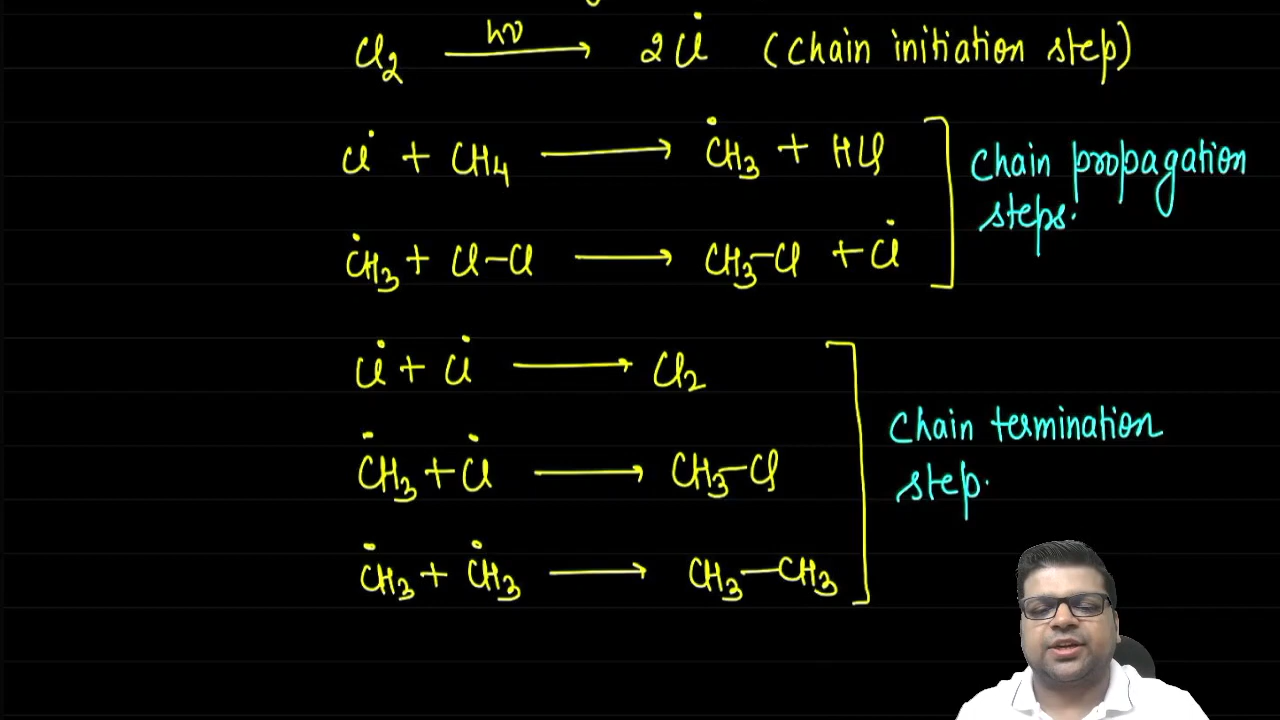 Cl2 hν → 2Cl• (Chain initiation step)
Cl• + CH4 → •CH3 + HCl
Chain propagation
steps.
•CH3 + Cl–Cl → CH3–Cl + Cl•
Cl• + Cl• → Cl2
Chain termination
step.
•CH3 + Cl• → CH3–Cl
•CH3 + •CH3 → CH3–CH3